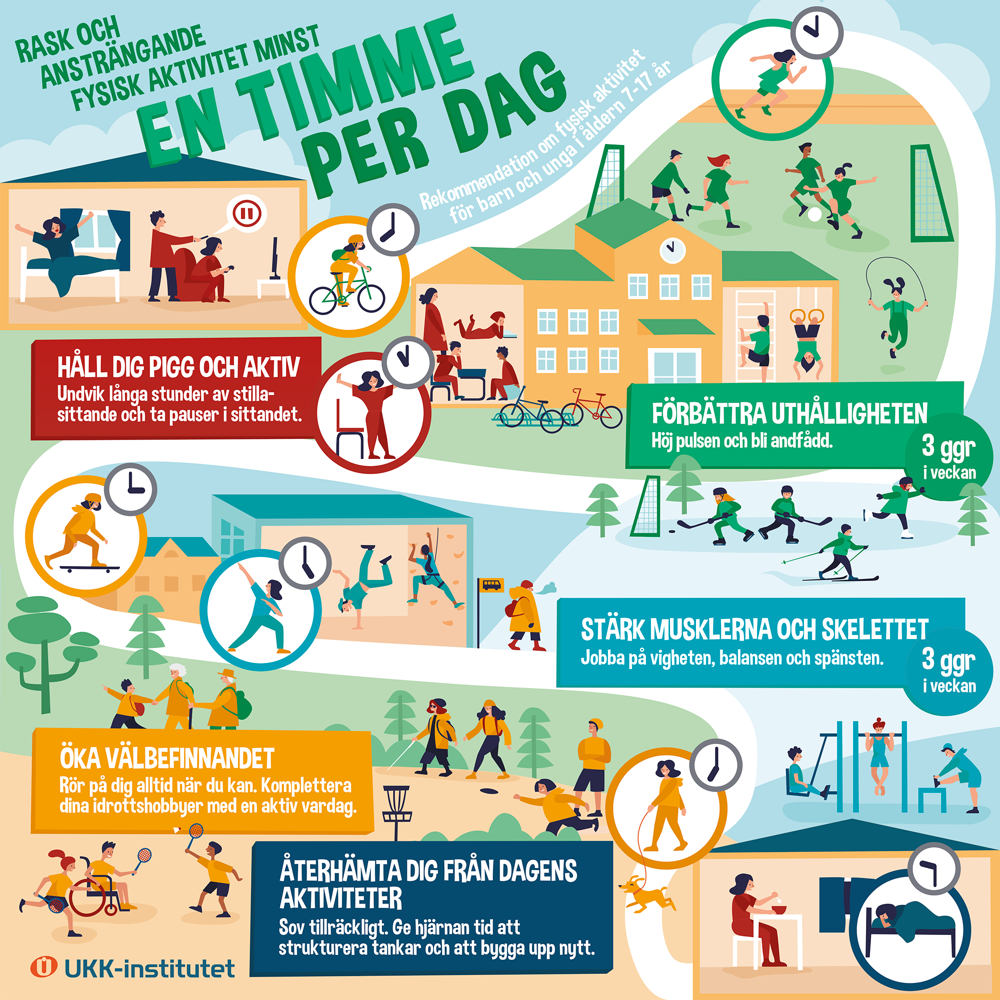 RASK OCH
ANSTRÄNGANDE
FYSISK AKTIVITET MINST
EN TIMME
PER DAG
Rekommendation om fysisk aktivitet
för barn och unga i åldern 7-17 år
HÅLL DIG PIGG OCH AKTIV
Undvik långa stunder av stilla-
sittande och ta pauser i sittandet.
FÖRBÄTTRA UTHÅLLIGHETEN
Höj pulsen och bli andfådd.
3 ggr
i veckan
STÄRK MUSKLERNA OCH SKELETTET
Jobba på vigheten, balansen och spänsten.
3 ggr
i veckan
ÖKA VÄLBEFINNANDET
Rör på dig alltid när du kan. Komplettera
dina idrottshobbyer med en aktiv vardag.
ÅTERHÄMTA DIG FRÅN DAGENS
AKTIVITETER
Sov tillräckligt. Ge hjärnan tid att
strukturera tankar och att bygga upp nytt.
UKK-institutet